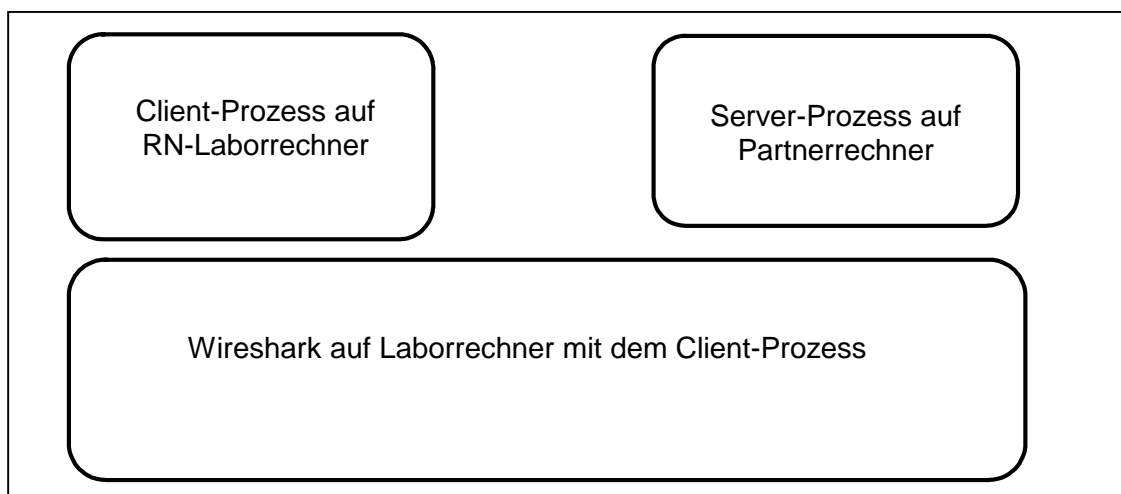 Client-Prozess auf
RN-Laborrechner
Server-Prozess auf
Partnerrechner
Wireshark auf Laborrechner mit dem Client-Prozess